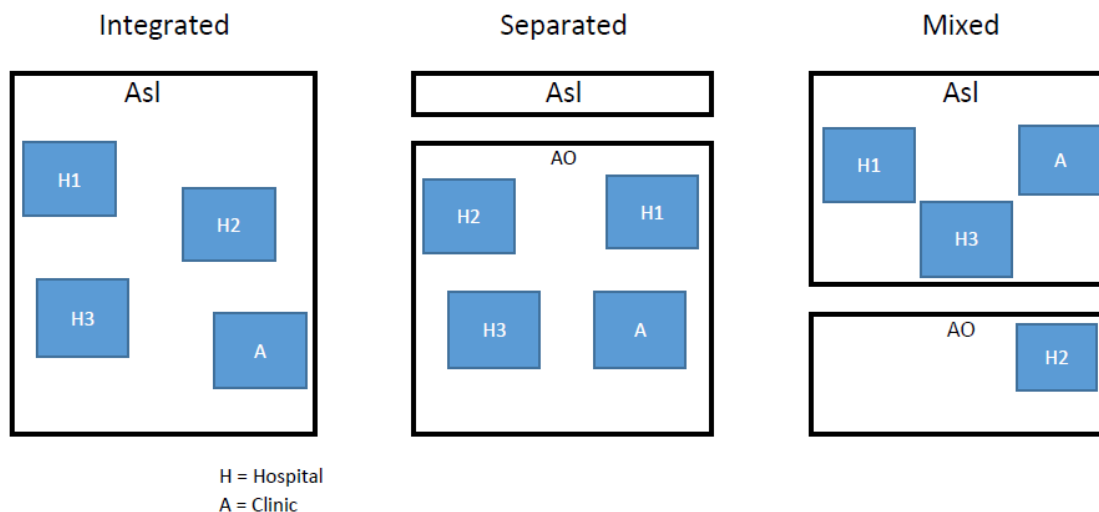 Integrated
Separated
Mixed
Asl
H1
H2
H3
A
Asl
AO
H2
H1
H3
A
Asl
H1
A
H3
AO
H2
H = Hospital
A = Clinic